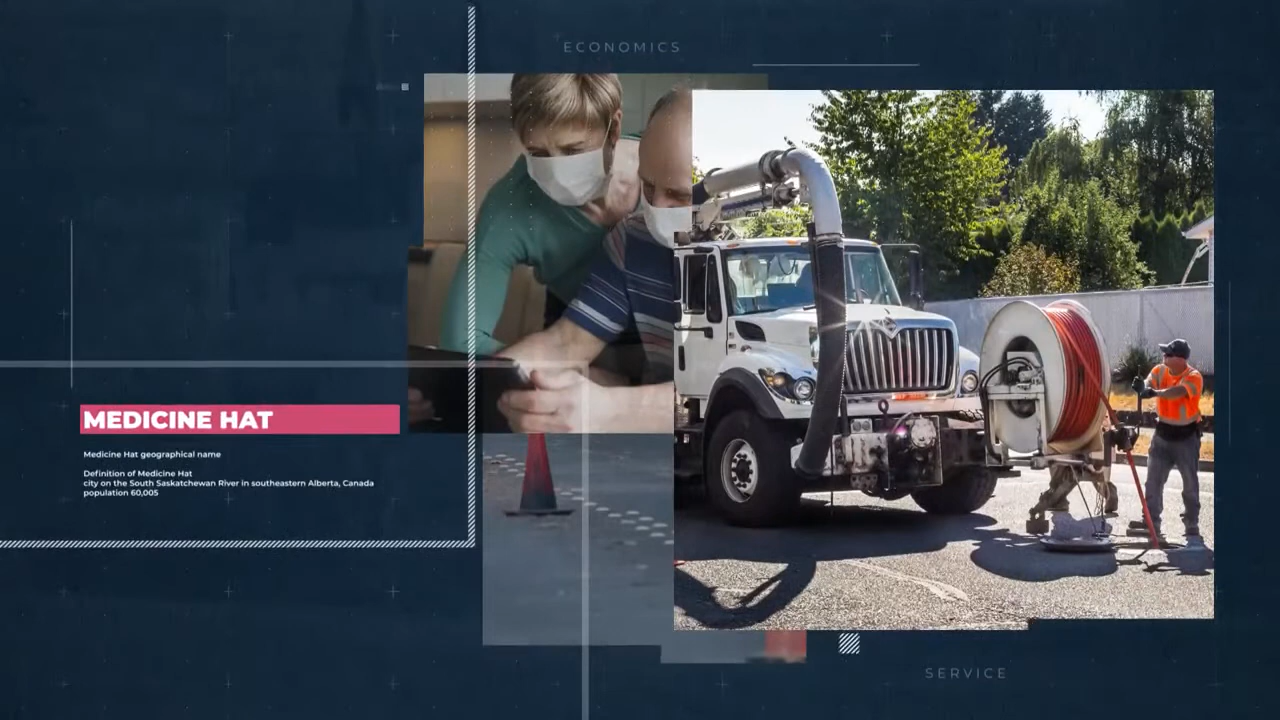 ECONOMICS
MEDICINE HAT
Medicine Hat geographical name
Definition of Medicine Hat
city on the South Saskatchewan River in southeastern Alberta, Canada
population 60,005
SERVICE